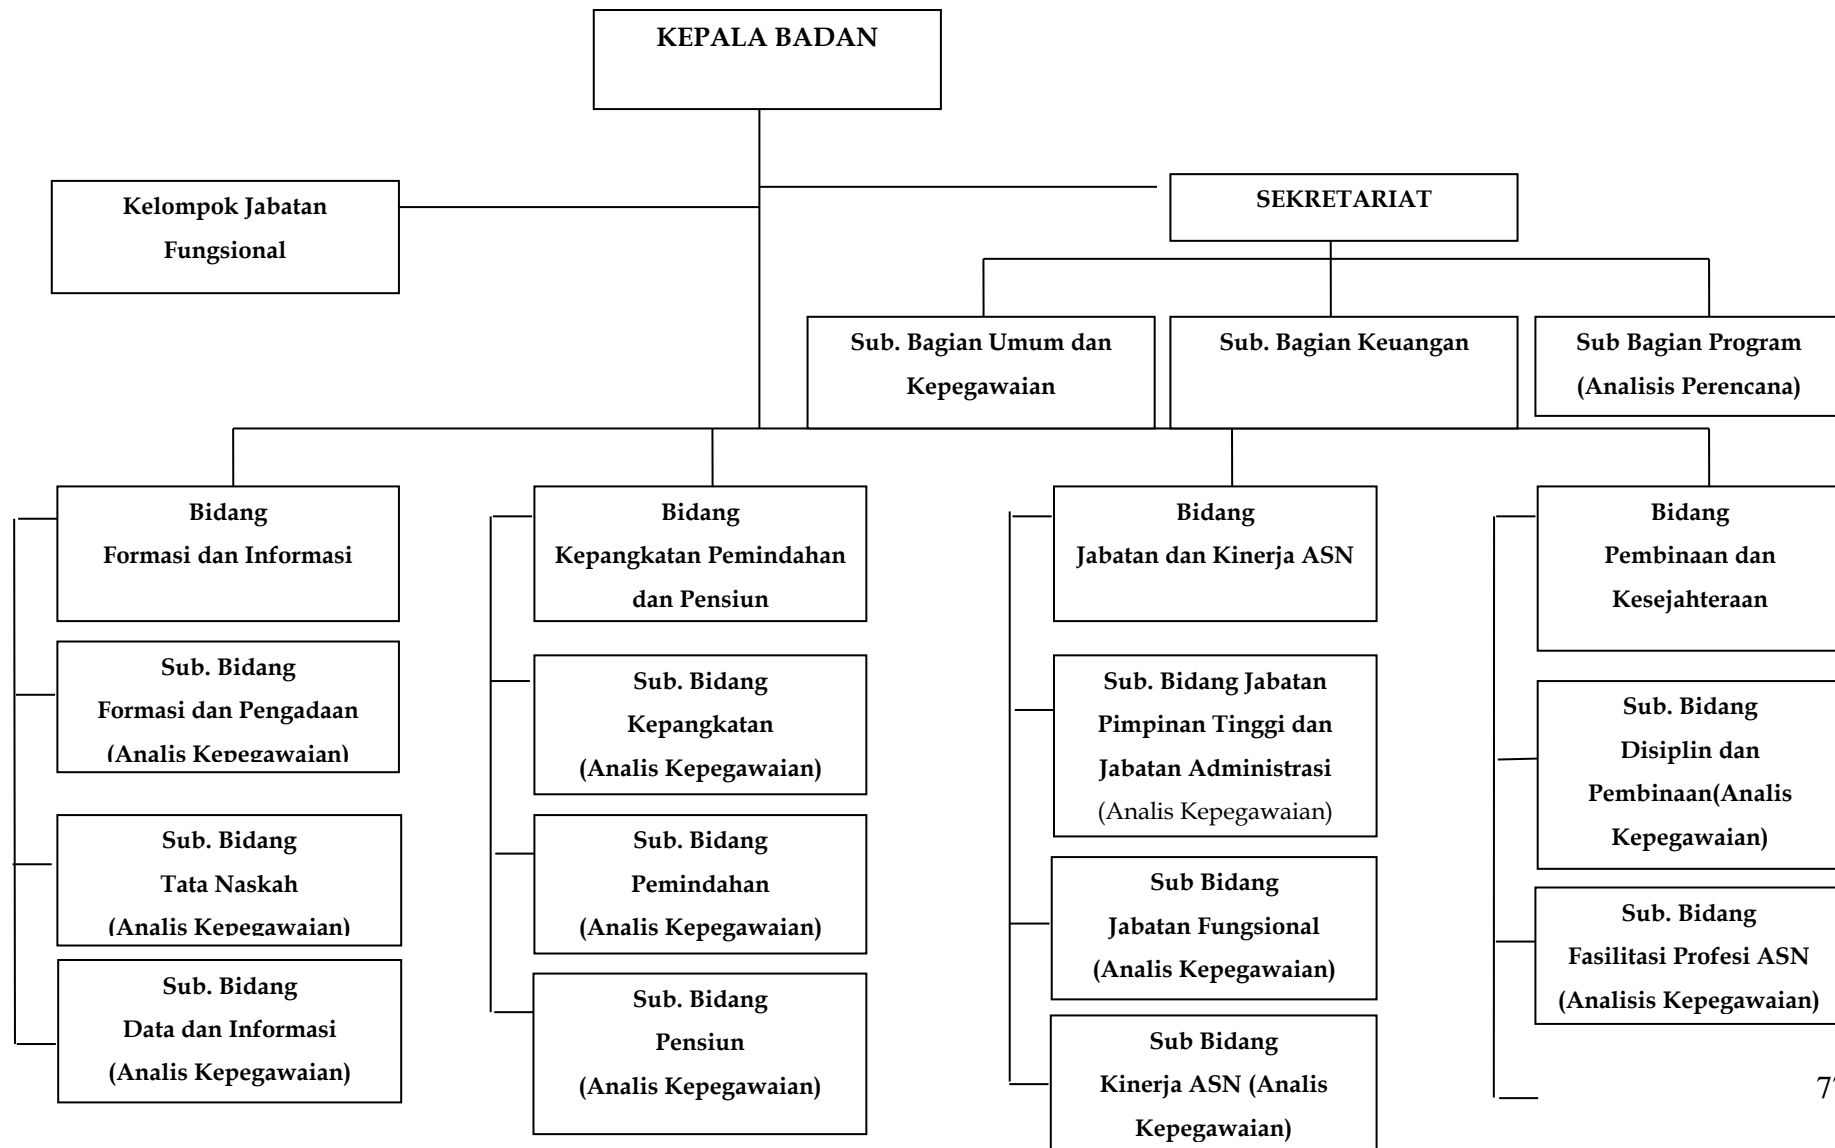 KEPALA BADAN
Kelompok Jabatan
Fungsional
SEKRETARIAT
Sub. Bagian Umum dan
Kepegawaian
Sub. Bagian Keuangan
Sub Bagian Program
(Analisis Perencana)
Bidang
Formasi dan Informasi
Sub. Bidang
Formasi dan Pengadaan
(Analis Kepegawaian)
Sub. Bidang
Tata Naskah
(Analis Kepegawaian)
Sub. Bidang
Data dan Informasi
(Analis Kepegawaian)
Bidang
Kepangkatan Pemindahan
dan Pensiun
Sub. Bidang
Kepangkatan
(Analis Kepegawaian)
Sub. Bidang
Pemindahan
(Analis Kepegawaian)
Sub. Bidang
Pensiun
(Analis Kepegawaian)
Bidang
Jabatan dan Kinerja ASN
Sub. Bidang Jabatan
Pimpinan Tinggi dan
Jabatan Administrasi
(Analis Kepegawaian)
Sub Bidang
Jabatan Fungsional
(Analis Kepegawaian)
Sub Bidang
Kinerja ASN (Analis
Kepegawaian)
Bidang
Pembinaan dan
Kesejahteraan
Sub. Bidang
Disiplin dan
Pembinaan(Analis
Kepegawaian)
Sub. Bidang
Fasilitasi Profesi ASN
(Analisis Kepegawaian)